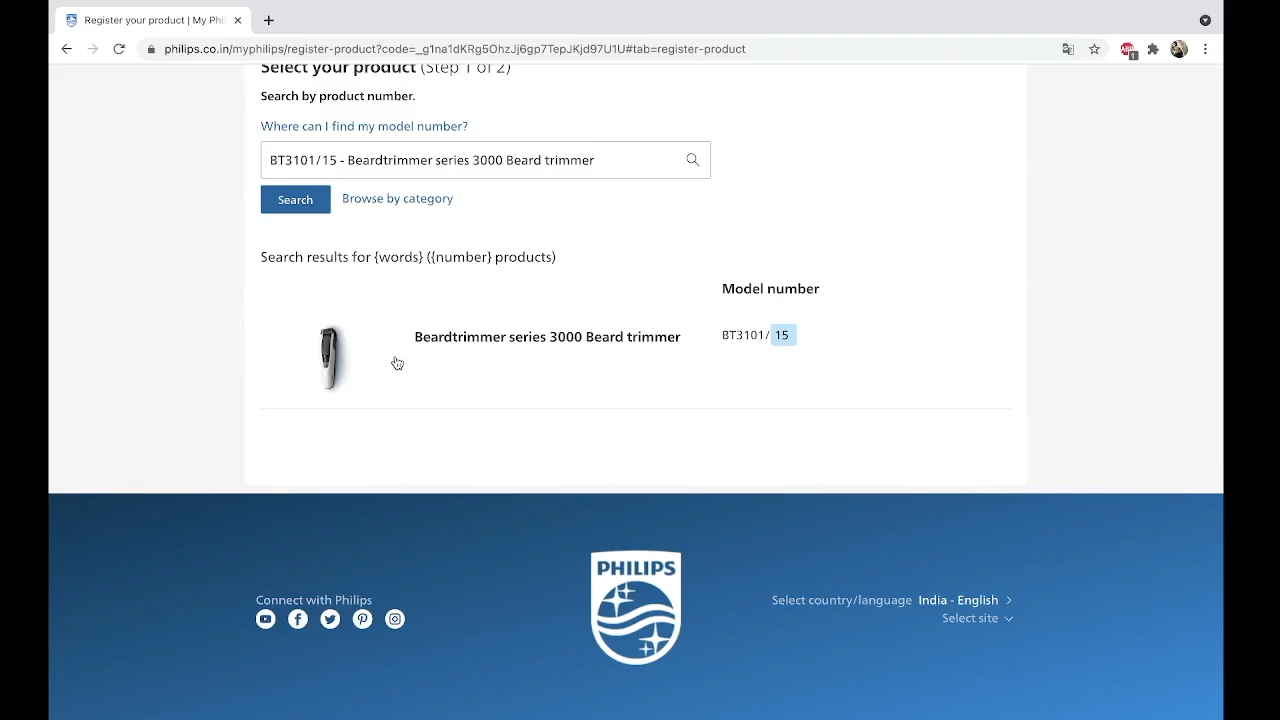 Register your product | My Phi
philips.co.in/myphilips/register-product?code=_g1na1dKRg5OhzJj6gp7TepJKjd97U1U#tab=register-product
ABP
1
Select your product (Step 1 of 2)
Search by product number.
Where can I find my model number?
BT3101/15 - Beardtrimmer series 3000 Beard trimmer
Search
Browse by category
Search results for {words} ({number} products)
Model number
Beardtrimmer series 3000 Beard trimmer
BT3101/ 15
PHILIPS
Connect with Philips
Select country/language India - English
Select site